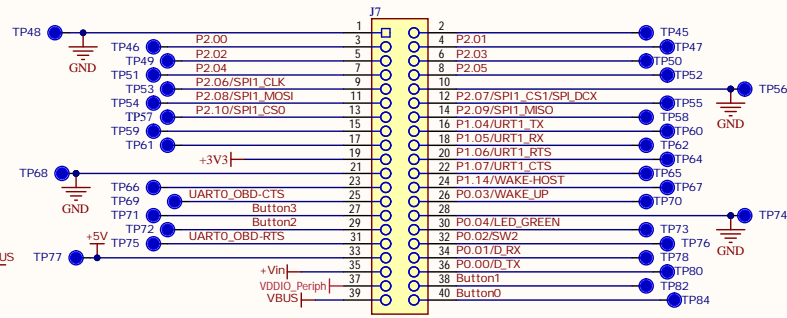 J7
TP48 1 2 TP45
GND TP46 P2.00 3 4 P2.01 TP47
TP49 P2.02 5 6 P2.03 TP50
TP51 P2.04 7 8 P2.05 TP52
TP53 P2.06/SPI1_CLK 9 10 TP56
TP54 P2.08/SPI1_MOSI 11 12 P2.07/SPI1_CS1/SPI_DCX TP55
TP57 P2.10/SPI1_CS0 13 14 P2.09/SPI1_MISO TP58 GND
TP59 15 16 P1.04/URT1_TX TP60
TP61 17 18 P1.05/URT1_RX TP62
+3V3 19 20 P1.06/URT1_RTS TP64
TP68 21 22 P1.07/URT1_CTS TP65
TP66 23 24 P1.14/WAKE-HOST TP67
GND TP69 UART0_OBD-CTS 25 26 P0.03/WAKE_UP TP70
TP71 Button3 27 28 TP74
TP72 Button2 29 30 P0.04/LED_GREEN TP73
+5V TP75 UART0_OBD-RTS 31 32 P0.02/SW2 TP76 GND
US TP77 33 34 P0.01/D_RX TP78
+Vin 35 36 P0.00/D_TX TP80
VDDIO_Periph 37 38 Button1 TP82
VBUS 39 40 Button0 TP84